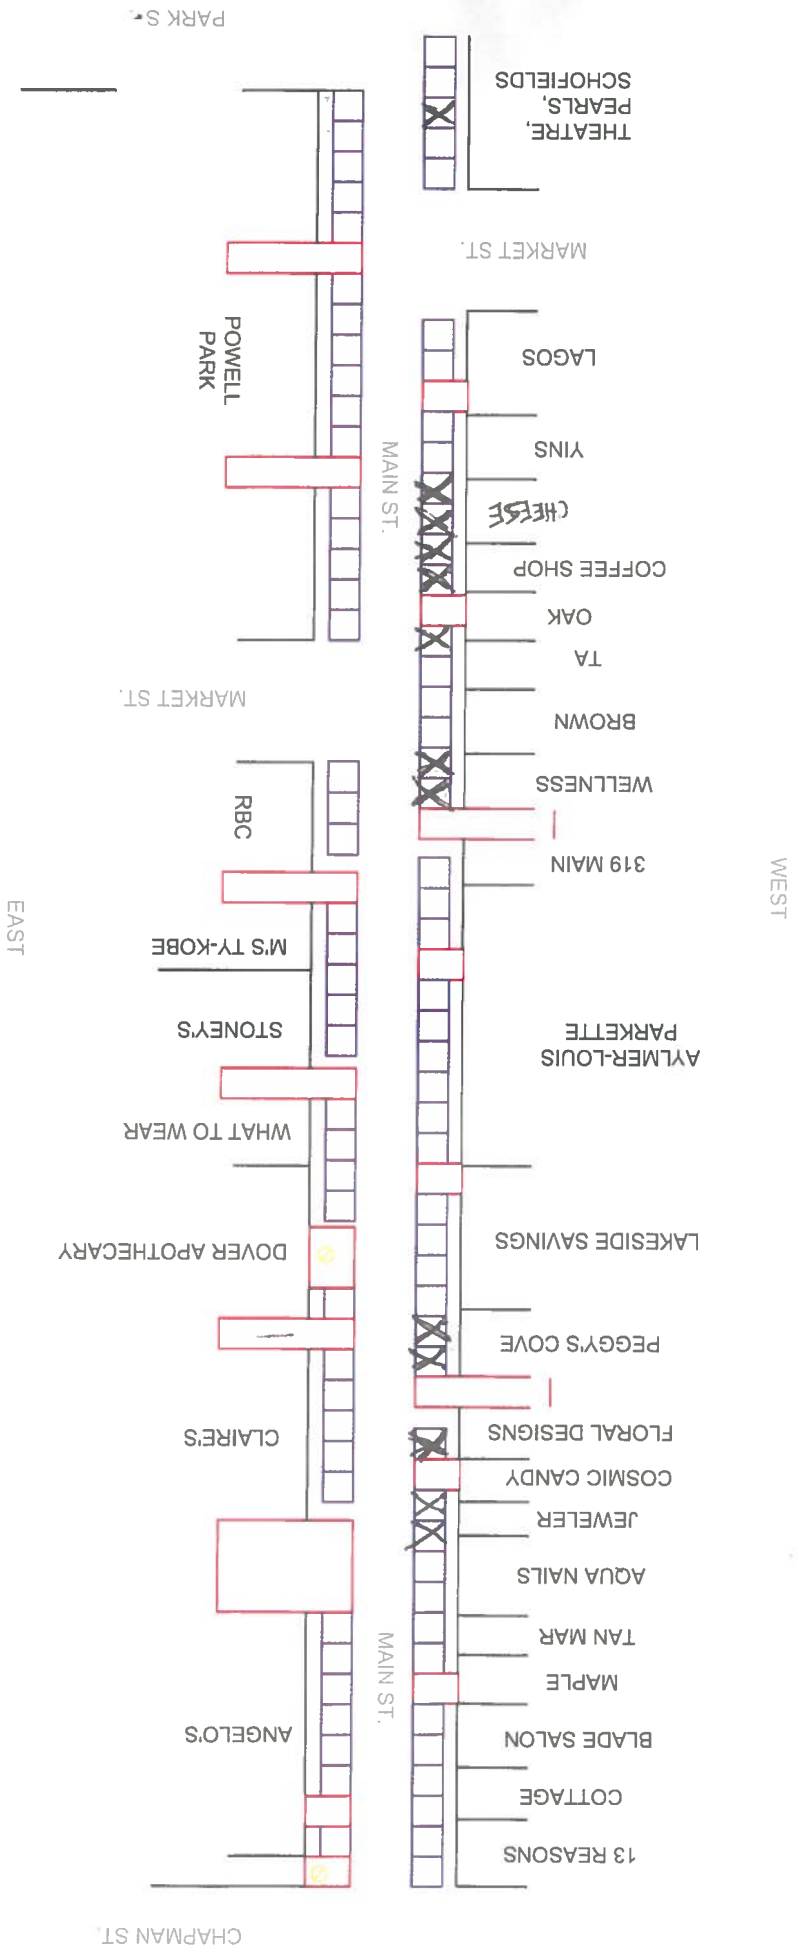 CHAPMAN ST.
13 REASONS
COTTAGE
BLADE SALON
MAPLE
TAN MAR
AQUA NAILS
JEWELER
COSMIC CANDY
FLORAL DESIGNS
PEGGY'S COVE
LAKESIDE SAVINGS
AYLMER-LOUIS
PARKETTE
319 MAIN
WELLNESS
BROWN
TA
OAK
COFFEE SHOP
CHEESE
YINS
LAGOS
MARKET ST.
THEATRE,
PEARLS,
SCHOFIELDS
WEST
MAIN ST.
MAIN ST.
ANGELO'S
CLAIRE'S
DOVER APOTHECARY
WHAT TO WEAR
STONEY'S
M'S TY-KOBE
RBC
MARKET ST.
POWELL
PARK
EAST